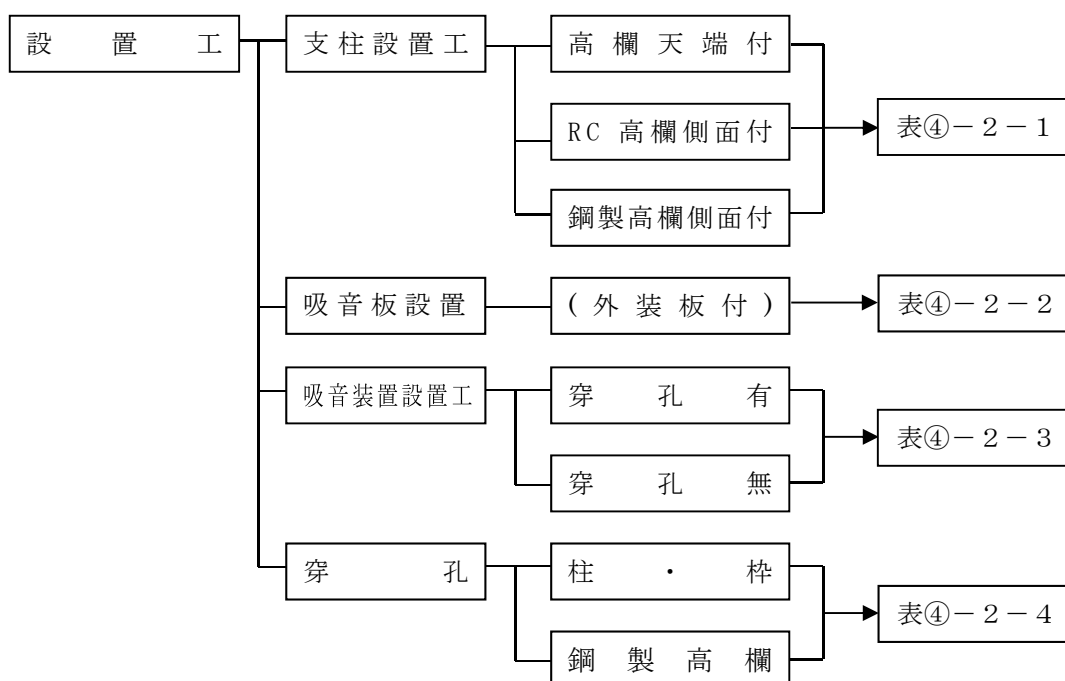 設置工
支柱設置工
高欄天端付
RC 高欄側面付
鋼製高欄側面付
表④－２－１
吸音板設置
(外装板付)
表④－２－２
吸音装置設置工
穿孔有
穿孔無
表④－２－３
穿孔
柱・枠
鋼製高欄
表④－２－４